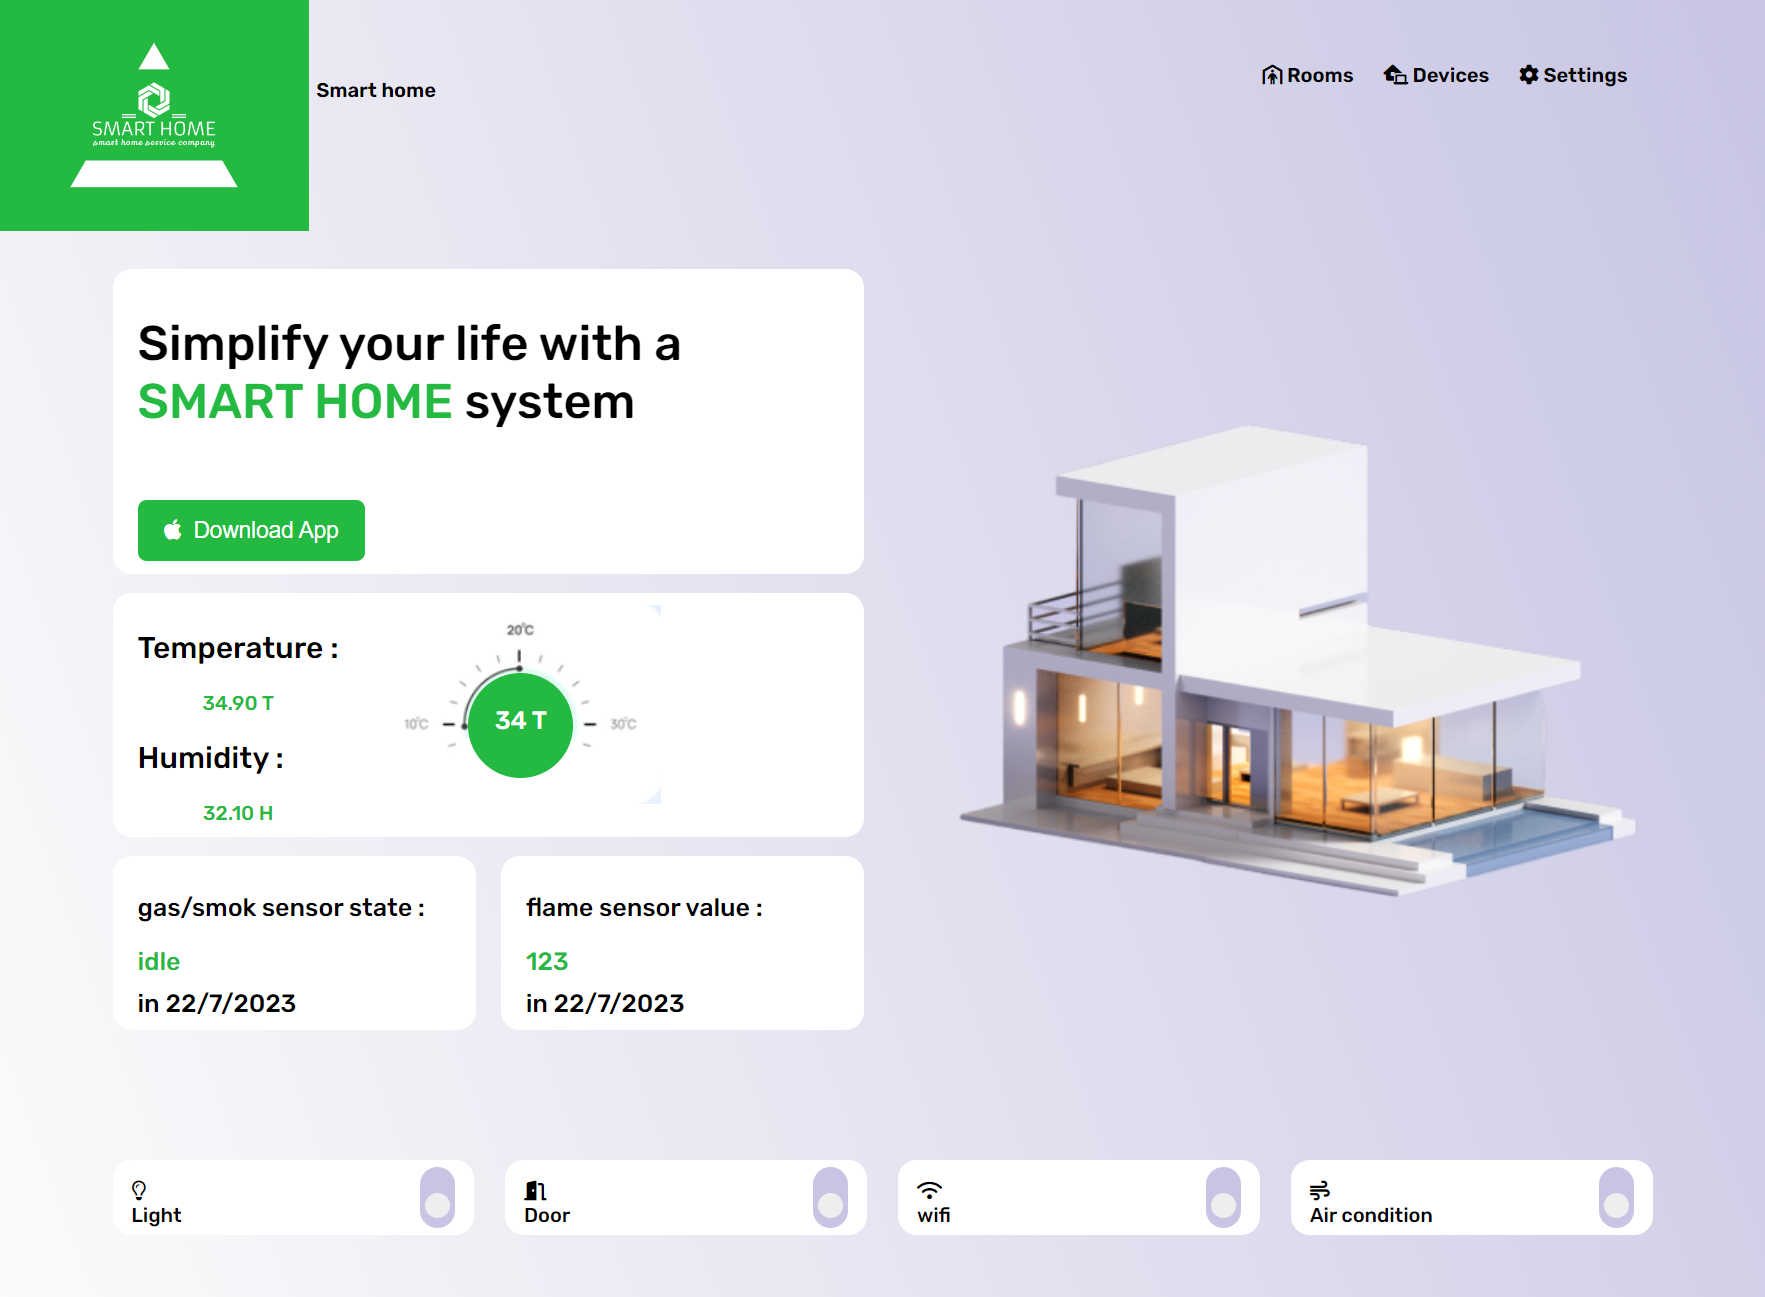 SMART HOME
smart home service company
Smart home
Rooms
Devices
Settings
Simplify your life with a
SMART HOME system
Download App
Temperature :
34.90 T
Humidity :
32.10 H
20°C
10°C
34 T
30°C
gas/smok sensor state :
idle
in 22/7/2023
flame sensor value :
123
in 22/7/2023
Light
Door
wifi
Air condition